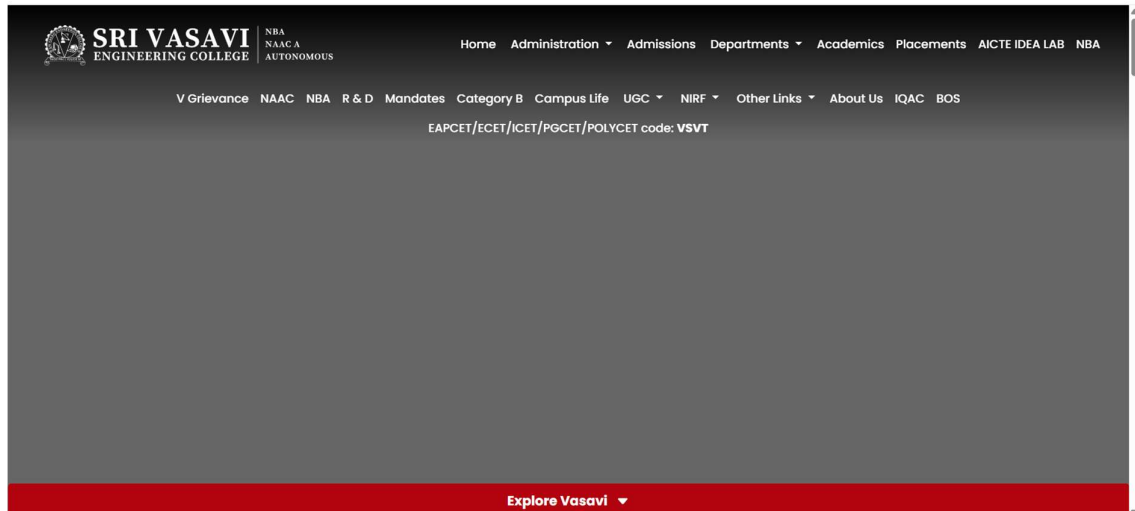 SRI VASAVI
ENGINEERING COLLEGE
NBA
NAAC A
AUTONOMOUS
Home Administration Admissions Departments Academics Placements AICTE IDEA LAB NBA
V Grievance NAAC NBA R & D Mandates Category B Campus Life UGC NIRF Other Links About Us IQAC BOS
EAPCET/ECET/ICET/PGCET/POLYCET code: VSVT
Explore Vasavi